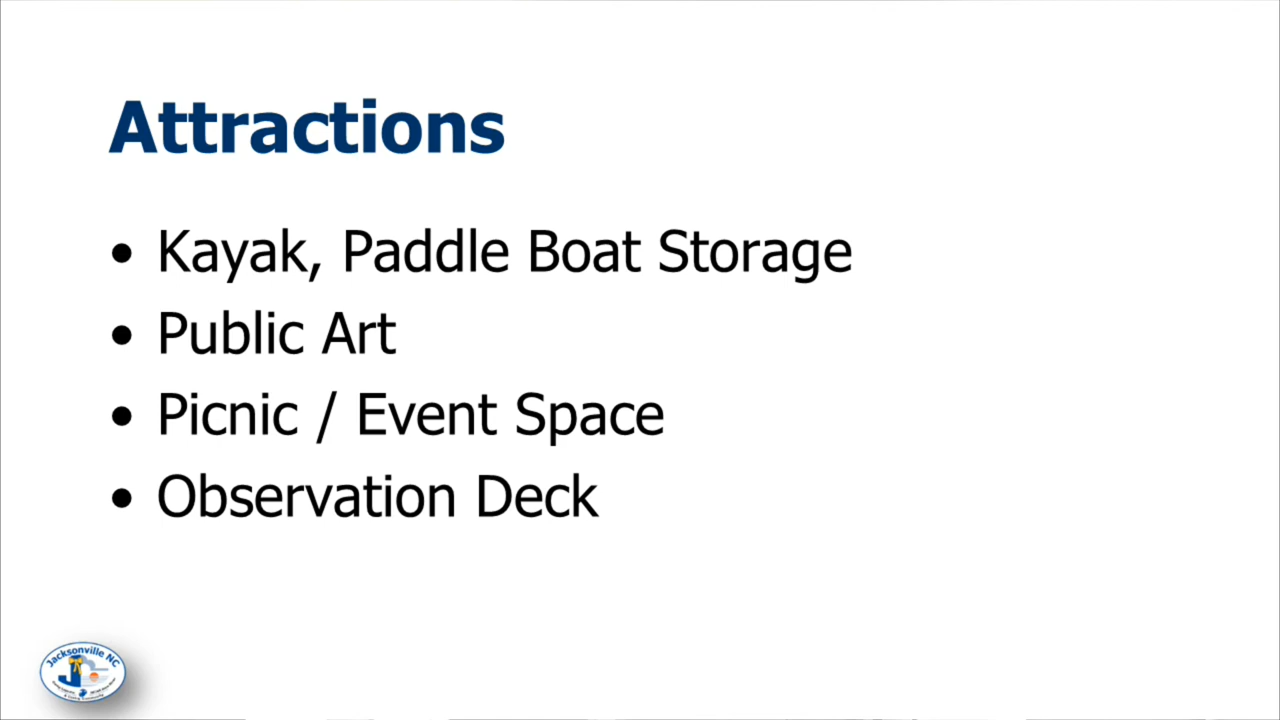 Attractions
• Kayak, Paddle Boat Storage
• Public Art
• Picnic / Event Space
• Observation Deck
Jacksonville NC